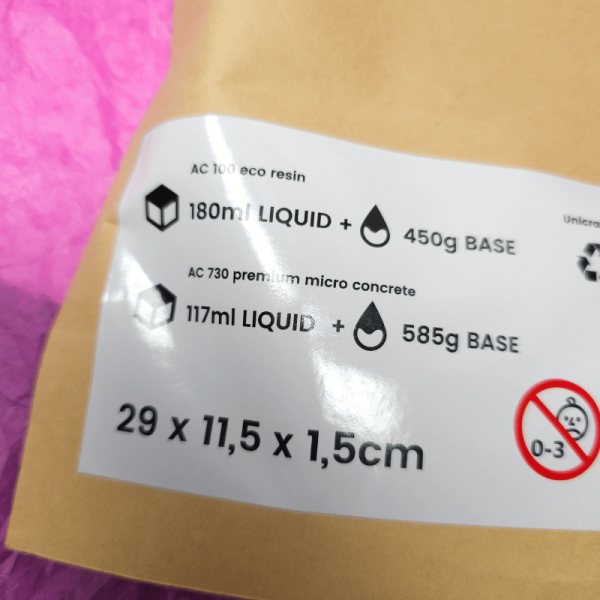 AC 100 eco resin
180ml LIQUID + 450g BASE
AC 730 premium micro concrete
117ml LIQUID + 585g BASE
29 x 11,5 x 1,5cm
0-3